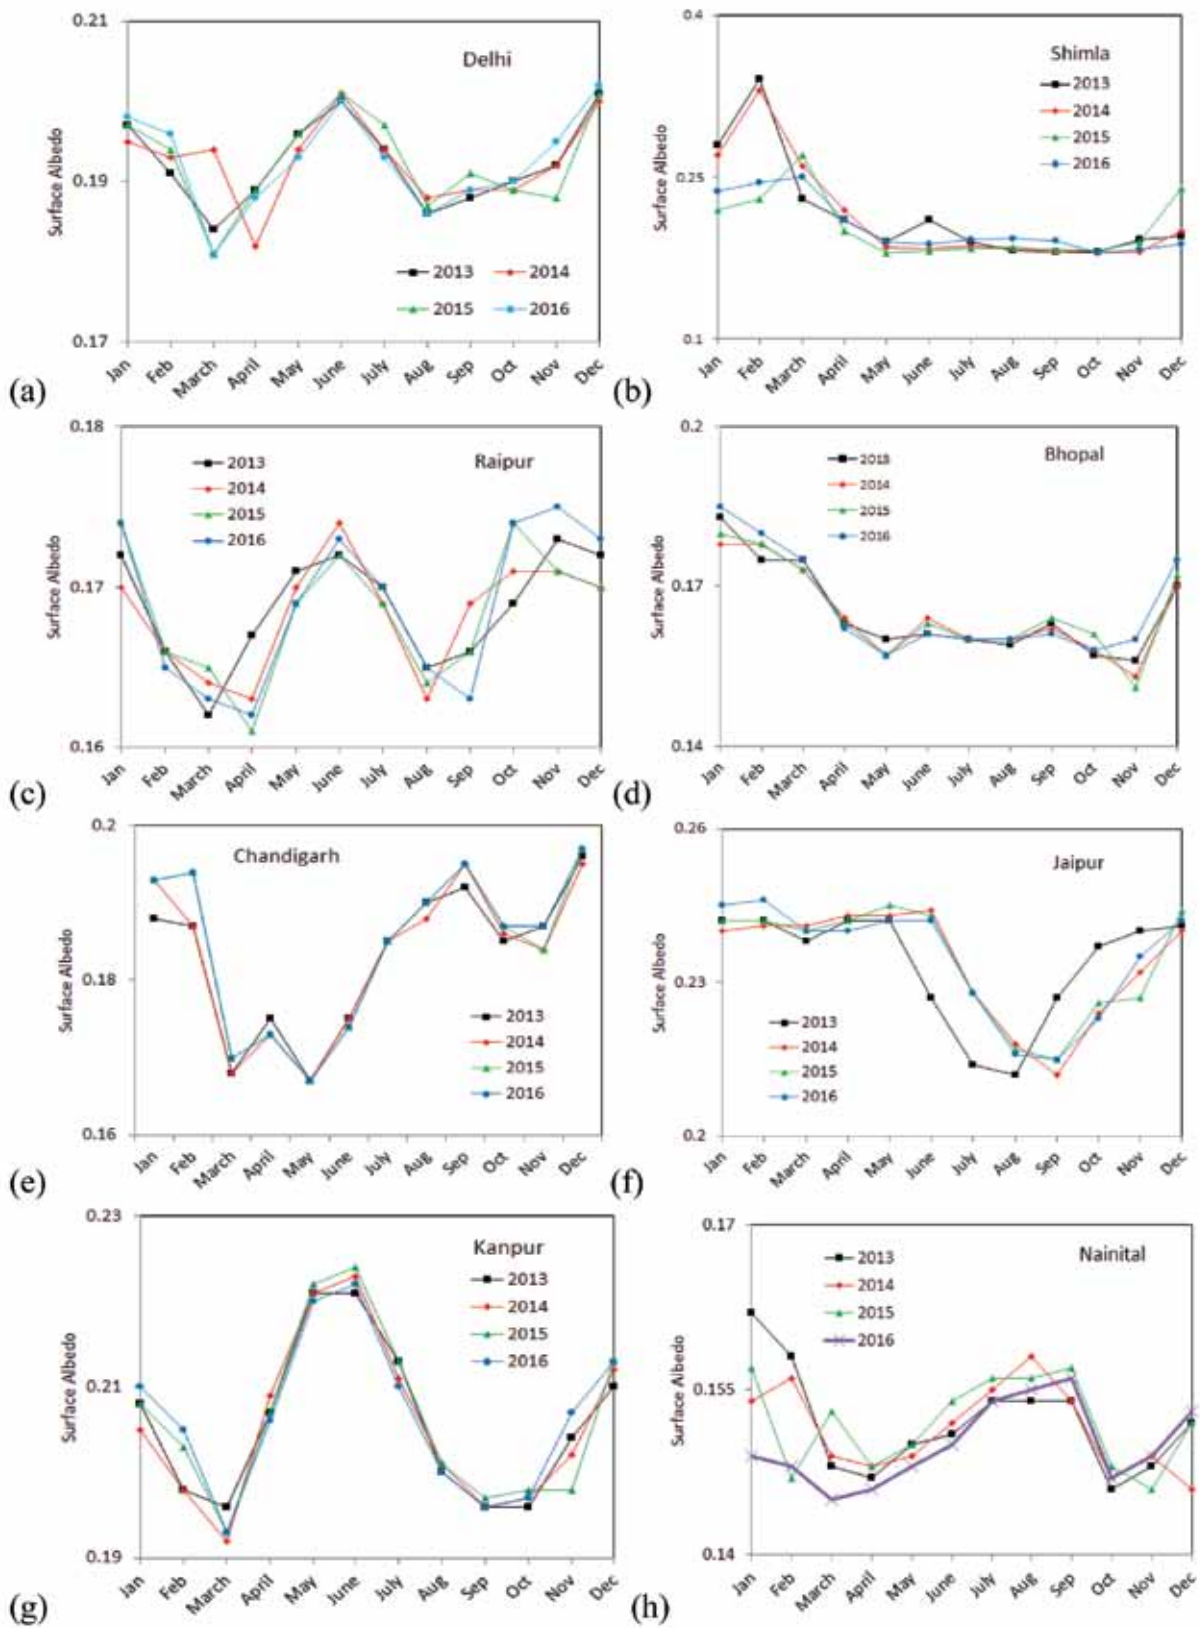 0.21
Delhi
0.19
0.17
Surface Albedo
2013 2014
2015 2016
Jan Feb March April May June July Aug Sep Oct Nov Dec
(a)
0.4
Shimla
2013
2014
2015
2016
0.25
0.1
Surface Albedo
Jan Feb March April May June July Aug Sep Oct Nov Dec
(b)
0.18
2013
2014
2015
2016
Raipur
0.17
0.16
Surface Albedo
Jan Feb March April May June July Aug Sep Oct Nov Dec
(c)
0.2
2013
2014
2015
2016
Bhopal
0.17
0.14
Surface Albedo
Jan Feb March April May June July Aug Sep Oct Nov Dec
(d)
0.2
Chandigarh
0.18
0.16
Surface Albedo
2013
2014
2015
2016
Jan Feb March April May June July Aug Sep Oct Nov Dec
(e)
0.26
Jaipur
0.23
0.2
Surface Albedo
2013
2014
2015
2016
Jan Feb March April May June July Aug Sep Oct Nov Dec
(f)
0.23
Kanpur
2013
2014
2015
2016
0.21
0.19
Surface Albedo
Jan Feb March April May June July Aug Sep Oct Nov Dec
(g)
0.17
2013
2014
2015
2016
Nainital
0.155
0.14
Surface Albedo
Jan Feb March April May June July Aug Sep Oct Nov Dec
(h)